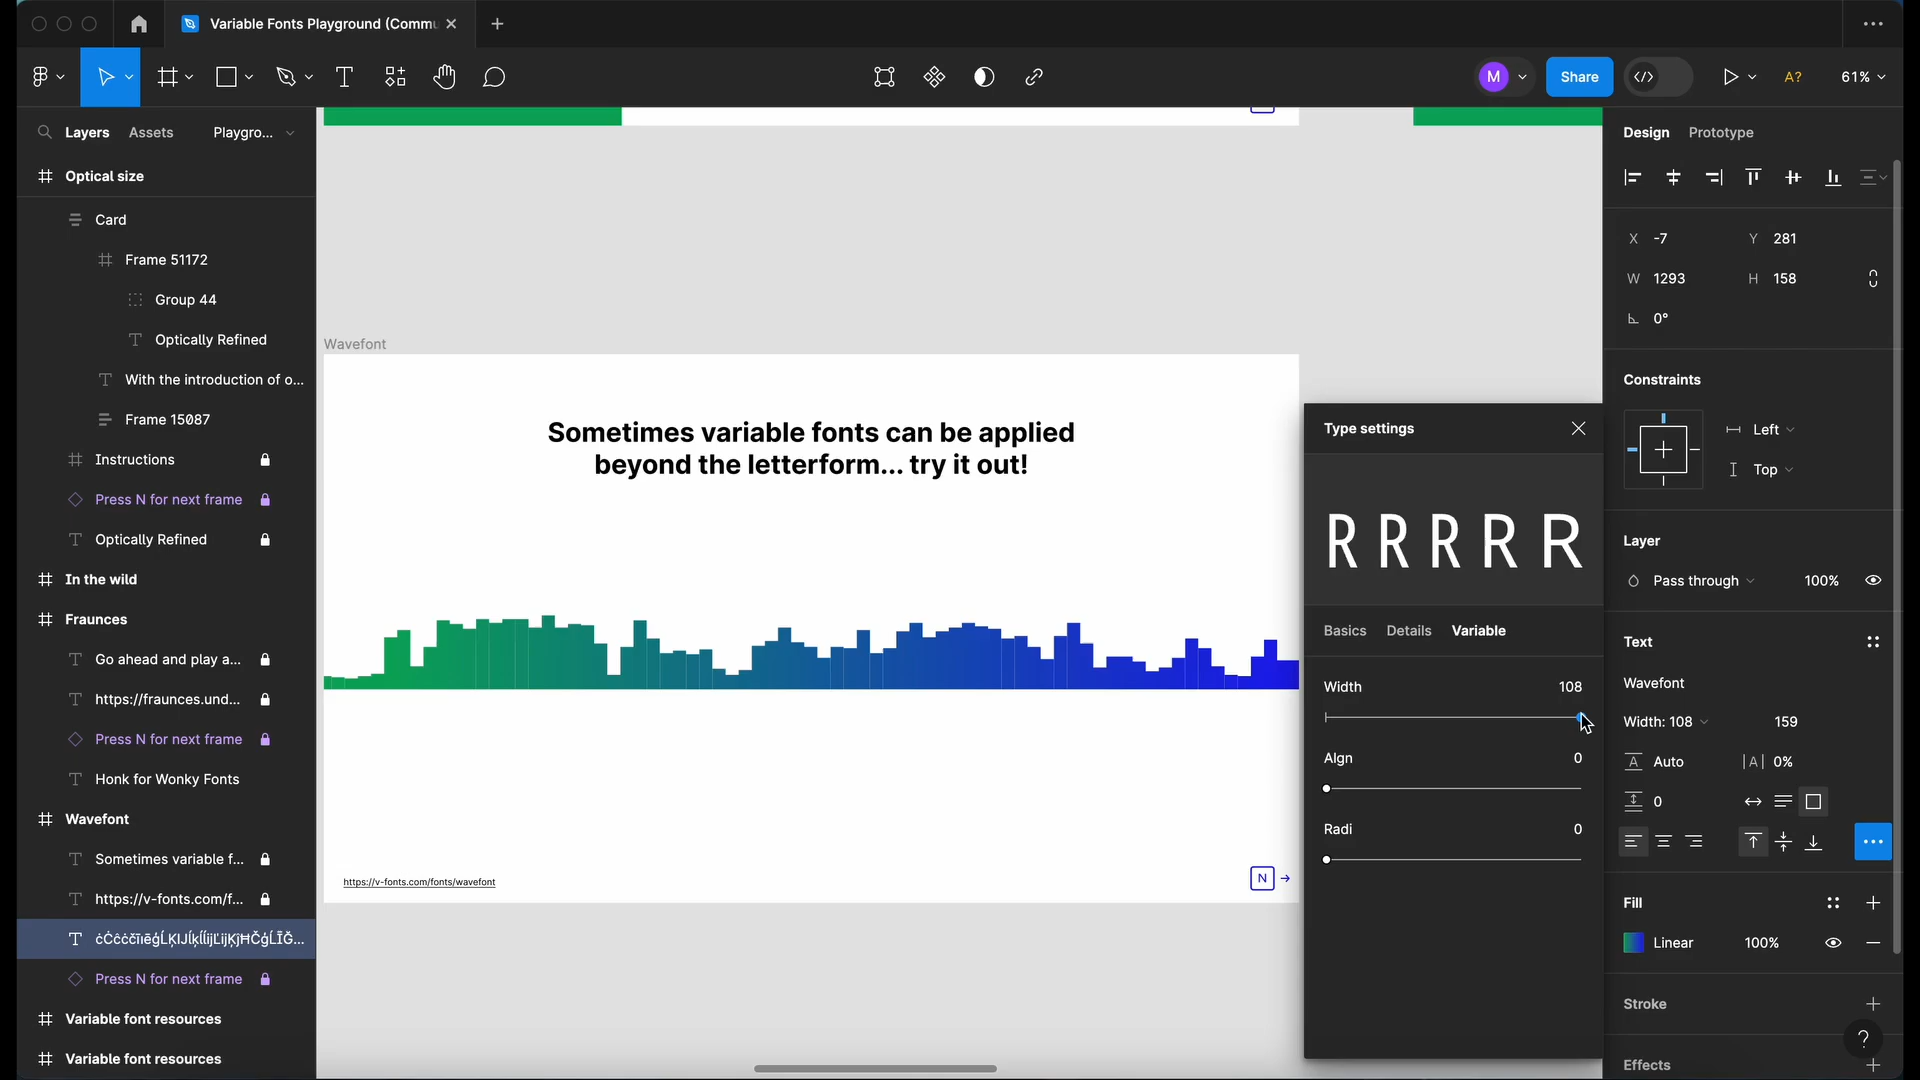 Variable Fonts Playground (Commu
M
Share
A?
61%
Layers
Assets
Playgro...
Optical size
Card
Frame 51172
Group 44
Optically Refined
With the introduction of o...
Frame 15087
Instructions
Press N for next frame
Optically Refined
In the wild
Fraunces
Go ahead and play a...
https://fraunces.und...
Press N for next frame
Honk for Wonky Fonts
Wavefont
Sometimes variable f...
https://v-fonts.com/f...
Press N for next frame
Variable font resources
Variable font resources
Wavefont
Sometimes variable fonts can be applied
beyond the letterform... try it out!
https://v-fonts.com/fonts/wavefont
N
Type settings
R R R R R
Basics
Details
Variable
Width
108
Algn
0
Radi
0
Design
Prototype
X -7
Y 281
W 1293
H 158
0°
Constraints
Left
Top
Layer
Pass through
100%
Text
Wavefont
Width: 108
159
Auto
|A| 0%
0
Fill
Linear
100%
Stroke
?
Effects